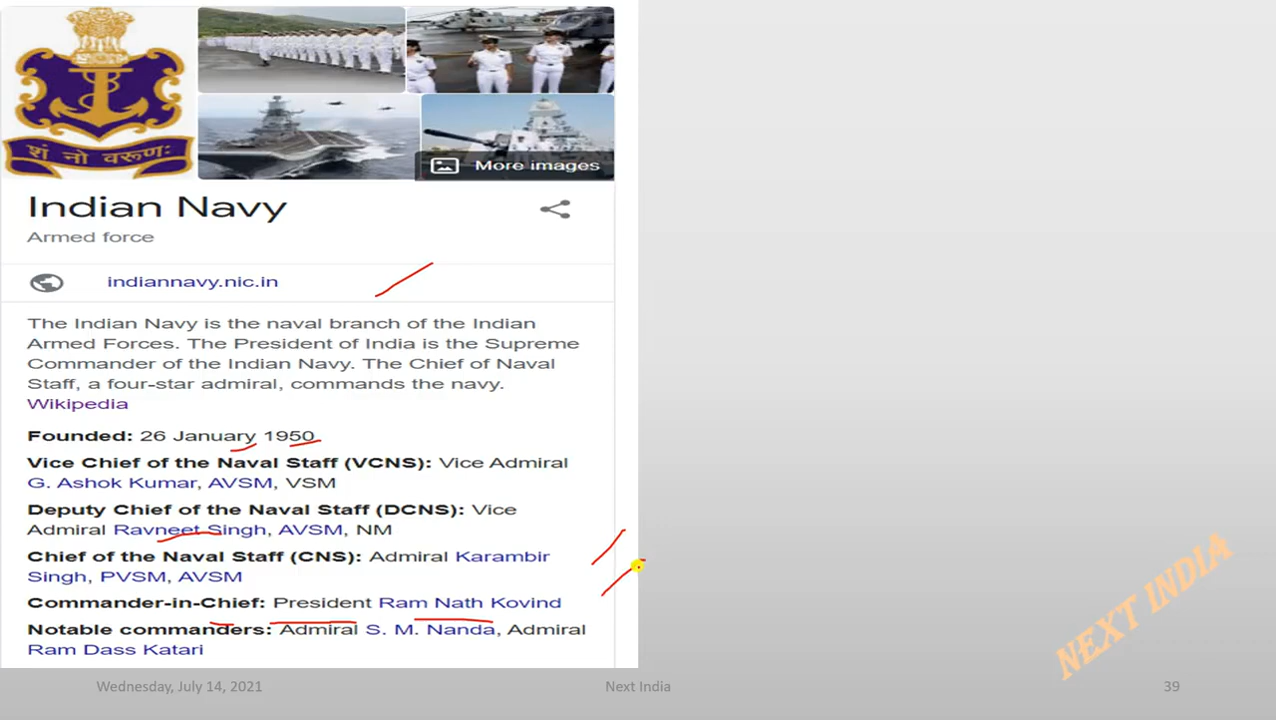 शं नो वरूणः
More images
Indian Navy
Armed force
indiannavy.nic.in
The Indian Navy is the naval branch of the Indian
Armed Forces. The President of India is the Supreme
Commander of the Indian Navy. The Chief of Naval
Staff, a four-star admiral, commands the navy.
Wikipedia
Founded: 26 January 1950
Vice Chief of the Naval Staff (VCNS): Vice Admiral
G. Ashok Kumar, AVSM, VSM
Deputy Chief of the Naval Staff (DCNS): Vice
Admiral Ravneet Singh, AVSM, NM
Chief of the Naval Staff (CNS): Admiral Karambir
Singh, PVSM, AVSM
Commander-in-Chief: President Ram Nath Kovind
Notable commanders: Admiral S. M. Nanda, Admiral
Ram Dass Katari
NEXT INDIA
Wednesday, July 14, 2021
Next India
39